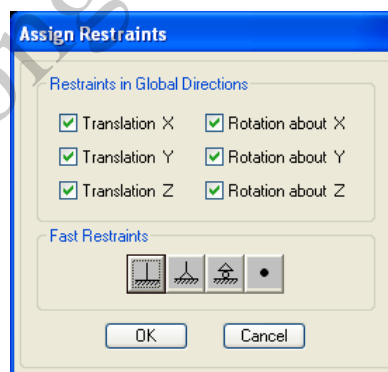 Assign Restraints
Restraints in Global Directions
Translation X Rotation about X
Translation Y Rotation about Y
Translation Z Rotation about Z
Fast Restraints
OK Cancel